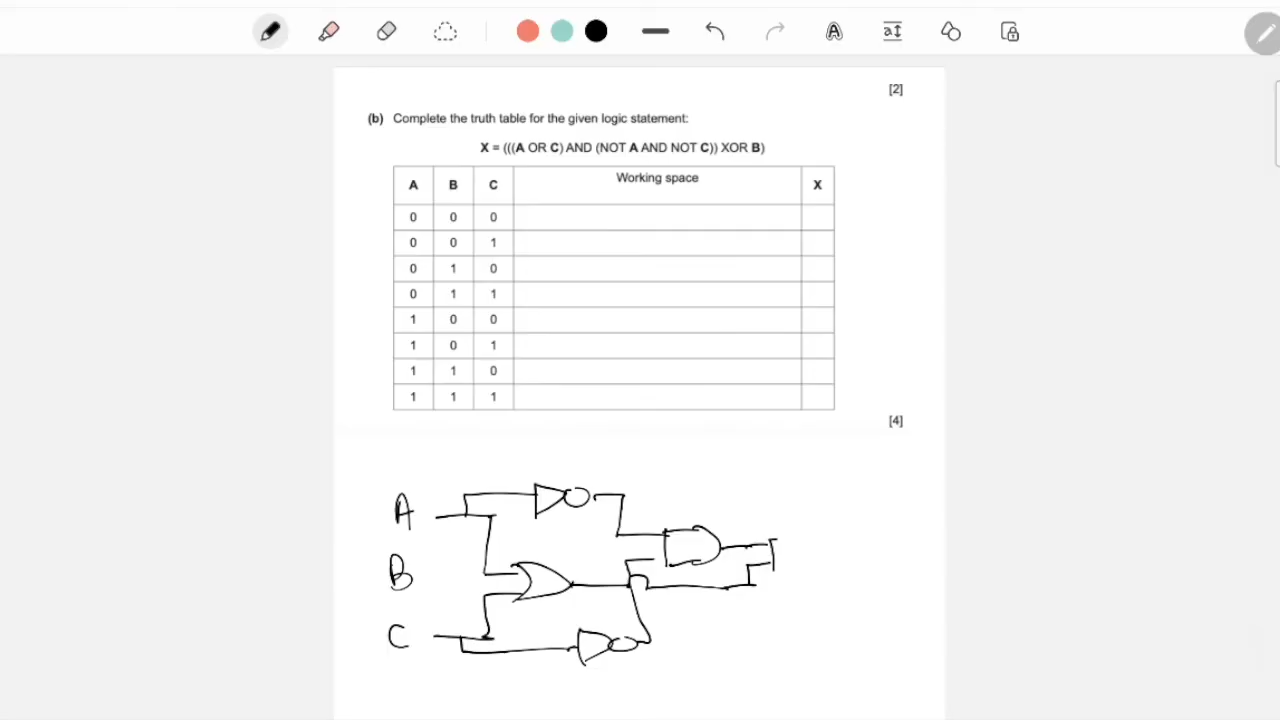 [2]
(b) Complete the truth table for the given logic statement:
X = (((A OR C) AND (NOT A AND NOT C)) XOR B)
A B C Working space X
0 0 0
0 0 1
0 1 0
0 1 1
1 0 0
1 0 1
1 1 0
1 1 1
[4]
A
B
C